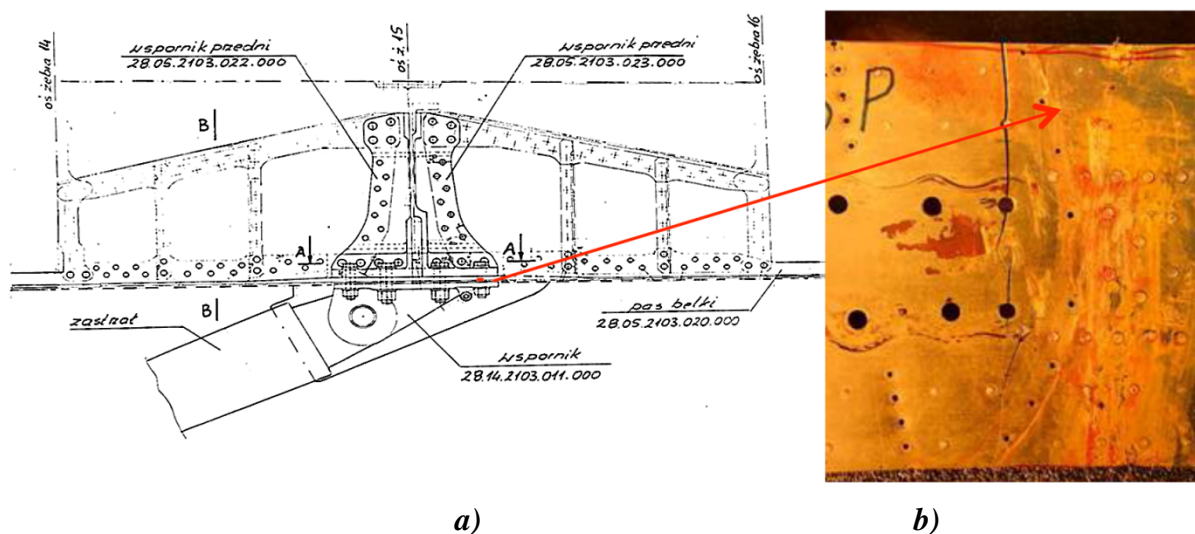 oś żebra 14
wspornik przedni
28.05.2103.022.000
oś ż. 15
wspornik przedni
28.05.2103.023.000
oś żebra 16
B
A
A
B
zastrzał
wspornik
28.14.2103.011.000
pas belki
28.05.2103.020.000
P
a)
b)